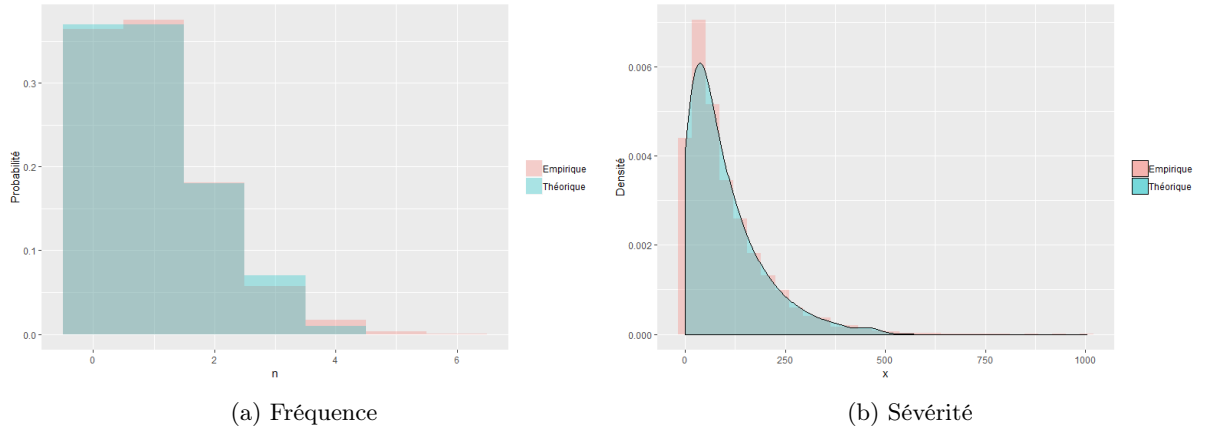 Probabilité
0.3
0.2
0.1
0.0
0
2
4
6
n
Empirique
Théorique
(a) Fréquence
Densité
0.006
0.004
0.002
0.000
0
250
500
750
1000
x
Empirique
Théorique
(b) Sévérité